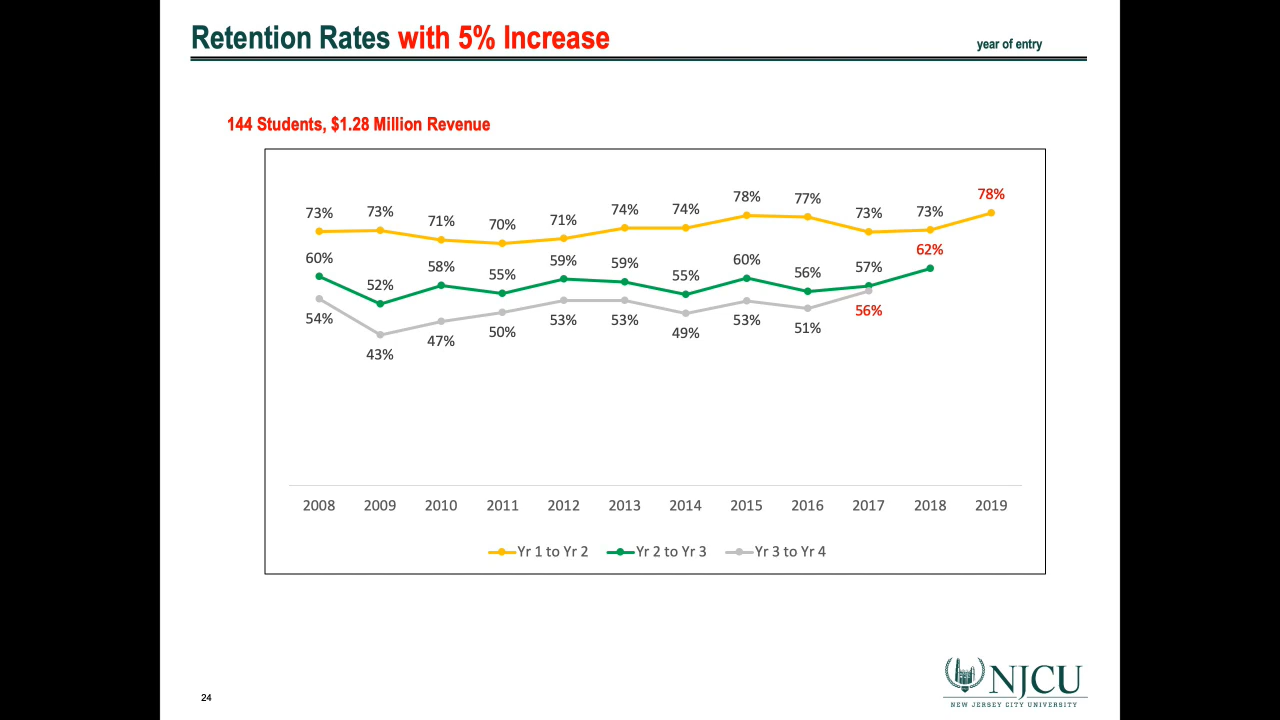 Retention Rates with 5% Increase
year of entry
144 Students, $1.28 Million Revenue
73% 73% 71% 70% 71% 74% 74% 78% 77% 73% 73% 78%
60% 52% 58% 55% 59% 59% 55% 60% 56% 57% 62%
54% 43% 47% 50% 53% 53% 49% 53% 51% 56%
2008 2009 2010 2011 2012 2013 2014 2015 2016 2017 2018 2019
Yr 1 to Yr 2 Yr 2 to Yr 3 Yr 3 to Yr 4
NJCU
NEW JERSEY CITY UNIVERSITY
24